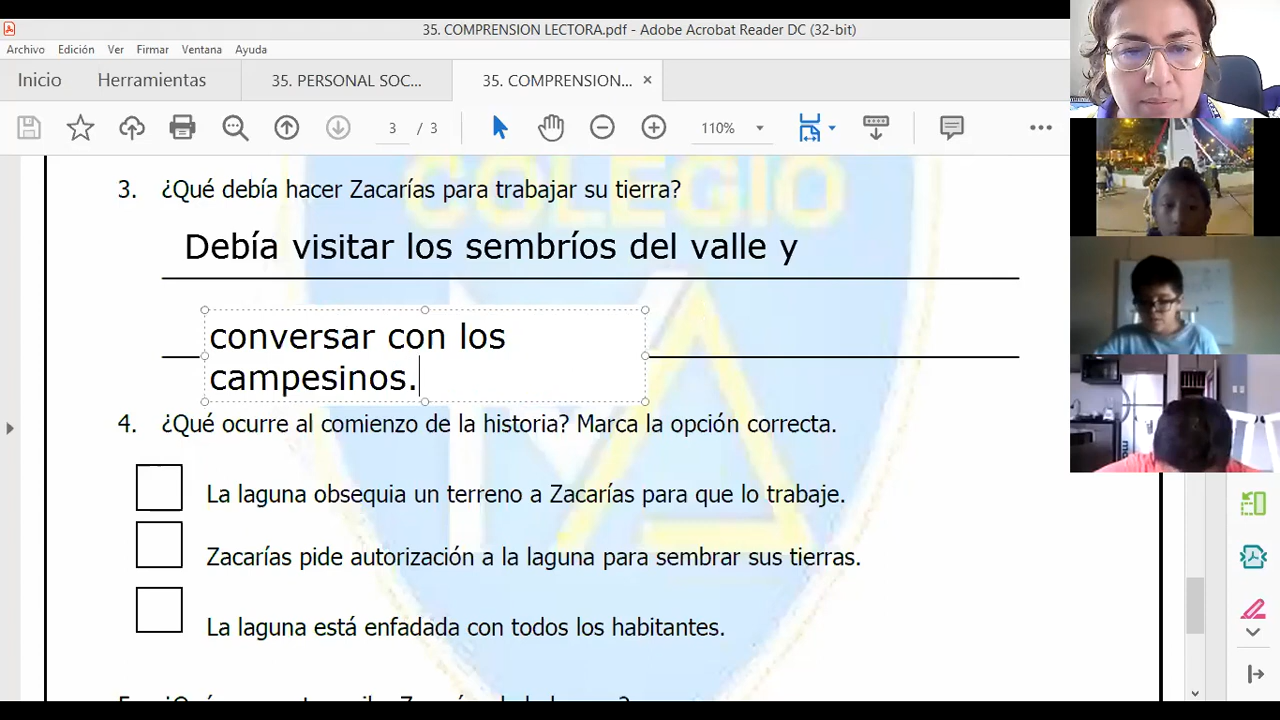 35. COMPRENSION LECTORA.pdf - Adobe Acrobat Reader DC (32-bit)
Archivo Edición Ver Firmar Ventana Ayuda
Inicio Herramientas 35. PERSONAL SOC... 35. COMPRENSION... ×
3 / 3 110%
COLEGIO
3. ¿Qué debía hacer Zacarías para trabajar su tierra?
Debía visitar los sembríos del valle y
conversar con los
campesinos.
4. ¿Qué ocurre al comienzo de la historia? Marca la opción correcta.
La laguna obsequia un terreno a Zacarías para que lo trabaje.
Zacarías pide autorización a la laguna para sembrar sus tierras.
La laguna está enfadada con todos los habitantes.